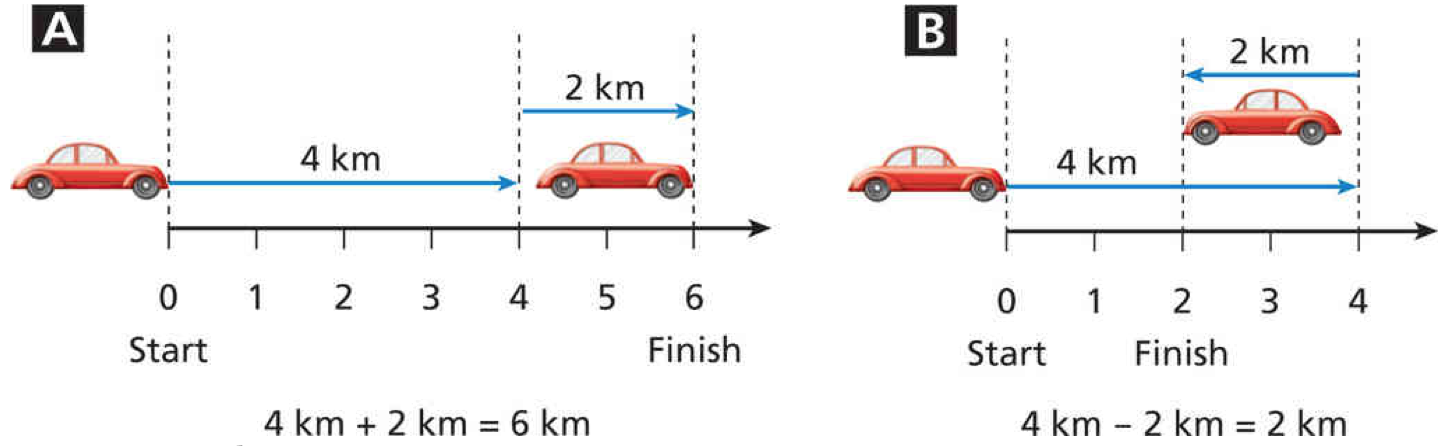 A
4 km
2 km
0 1 2 3 4 5 6
Start Finish
4 km + 2 km = 6 km
B
2 km
4 km
0 1 2 3 4
Start Finish
4 km − 2 km = 2 km